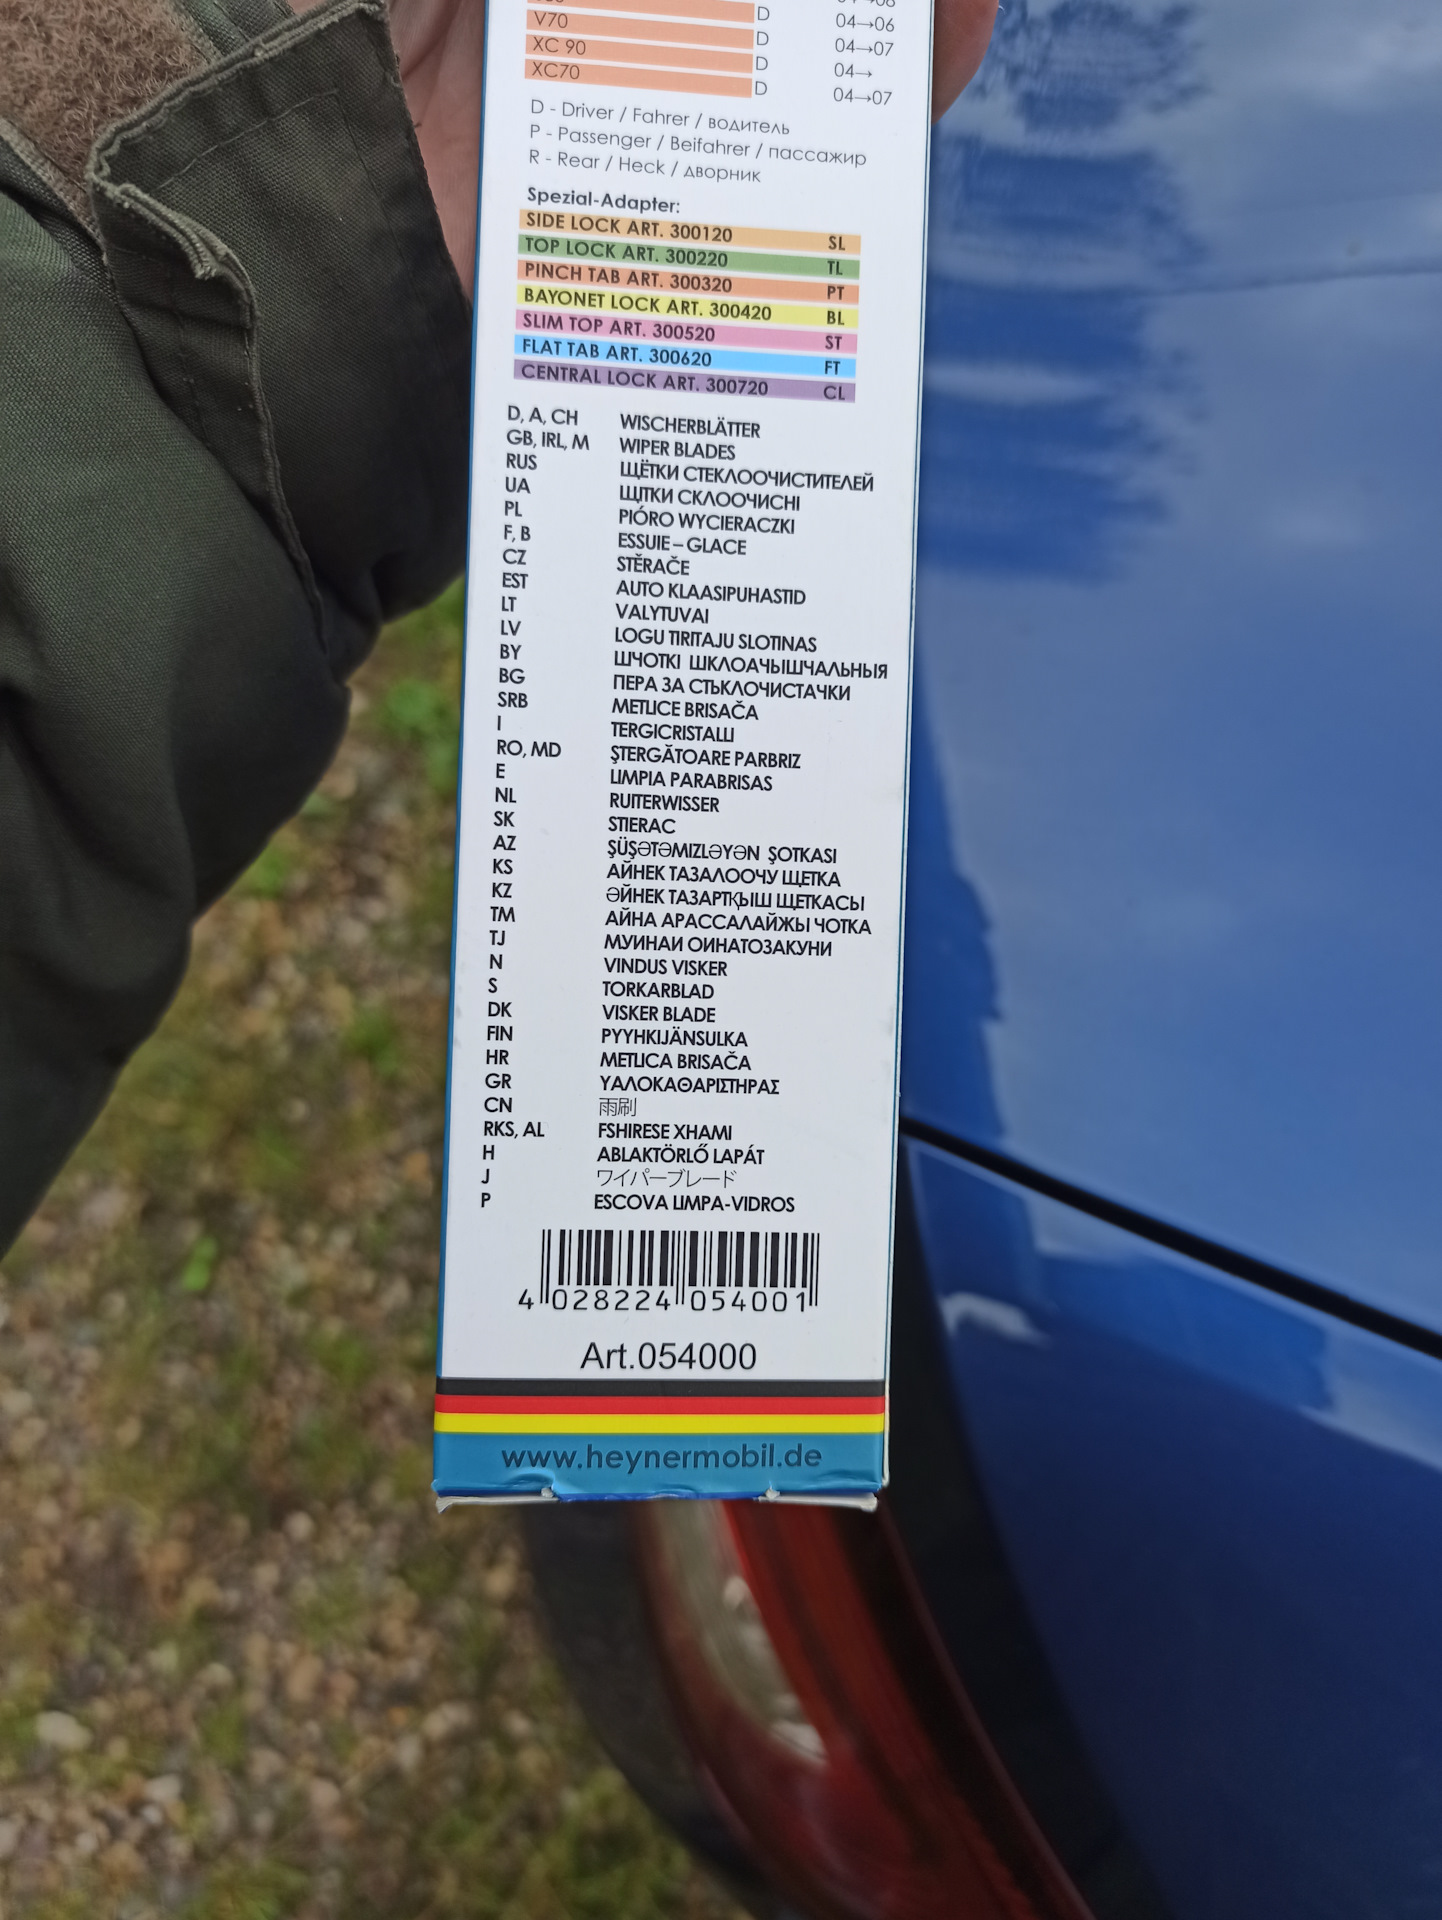 D 04→06
V70 D 04→07
XC 90 D 04→
XC70 D 04→07
D - Driver / Fahrer / водитель
P - Passenger / Beifahrer / пассажир
R - Rear / Heck / дворник
Spezial-Adapter:
SIDE LOCK ART. 300120 SL
TOP LOCK ART. 300220 TL
PINCH TAB ART. 300320 PT
BAYONET LOCK ART. 300420 BL
SLIM TOP ART. 300520 ST
FLAT TAB ART. 300620 FT
CENTRAL LOCK ART. 300720 CL
D, A, CH WISCHERBLÄTTER
GB, IRL, M WIPER BLADES
RUS ЩЁТКИ СТЕКЛООЧИСТИТЕЛЕЙ
UA ЩІТКИ СКЛООЧИСНІ
PL PIÓRO WYCIERACZKI
F, B ESSUIE – GLACE
CZ STĚRAČE
EST AUTO KLAASIPUHASTID
LT VALYTUVAI
LV LOGU TIRITAJU SLOTINAS
BY ШЧОТКІ ШКЛОАЧЫШЧАЛЬНЫЯ
BG ПЕРА ЗА СТЬКЛОЧИСТАЧКИ
SRB METLICE BRISAČA
I TERGICRISTALLI
RO, MD ŞTERGĂTOARE PARBRIZ
E LIMPIA PARABRISAS
NL RUITERWISSER
SK STIERAC
AZ ŞÜŞƏTƏMIZLƏYƏN ŞOTKASI
KS АЙНЕК ТАЗАЛООЧУ ЩЕТКА
KZ ӘЙНЕК ТАЗАРТҚЫШ ЩЕТКАСЫ
TM АЙНА АРАССАЛАЙЖЫ ЧОТКА
TJ МУИНАИ ОИНАТОЗАКУНИ
N VINDUS VISKER
S TORKARBLAD
DK VISKER BLADE
FIN PYYHKIJÄNSULKA
HR METLICA BRISAČA
GR ΥΑΛΟΚΑΘΑΡΙΣΤΗΡΑΣ
CN 雨刷
RKS, AL FSHIRESE XHAMI
H ABLAKTÖRLŐ LAPÁT
J ワイパーブレード
P ESCOVA LIMPA-VIDROS
4 028224 054001
Art.054000
www.heynermobil.de